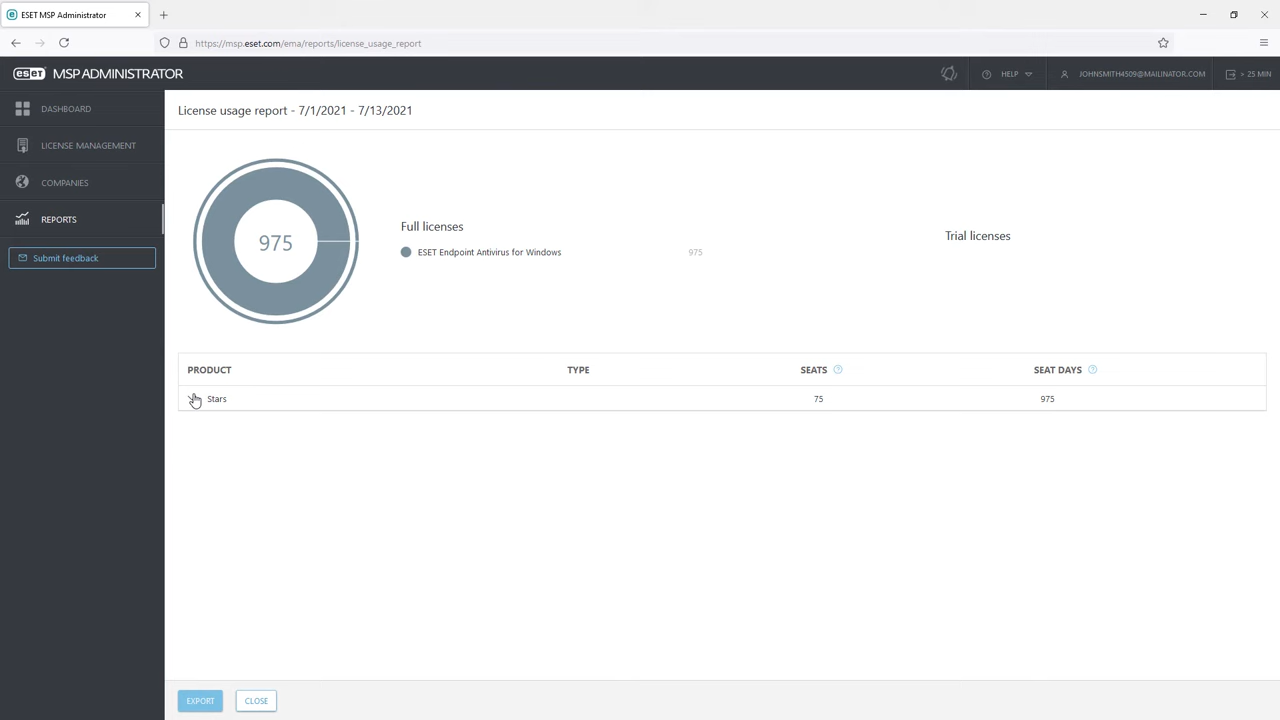 ESET MSP Administrator
https://msp.eset.com/ema/reports/license_usage_report
eset MSP ADMINISTRATOR
HELP
JOHNSMITH4509@MAILINATOR.COM
> 25 MIN
DASHBOARD
LICENSE MANAGEMENT
COMPANIES
REPORTS
Submit feedback
License usage report - 7/1/2021 - 7/13/2021
975
Full licenses
ESET Endpoint Antivirus for Windows 975
Trial licenses
PRODUCT TYPE SEATS ? SEAT DAYS ?
Stars 75 975
EXPORT CLOSE